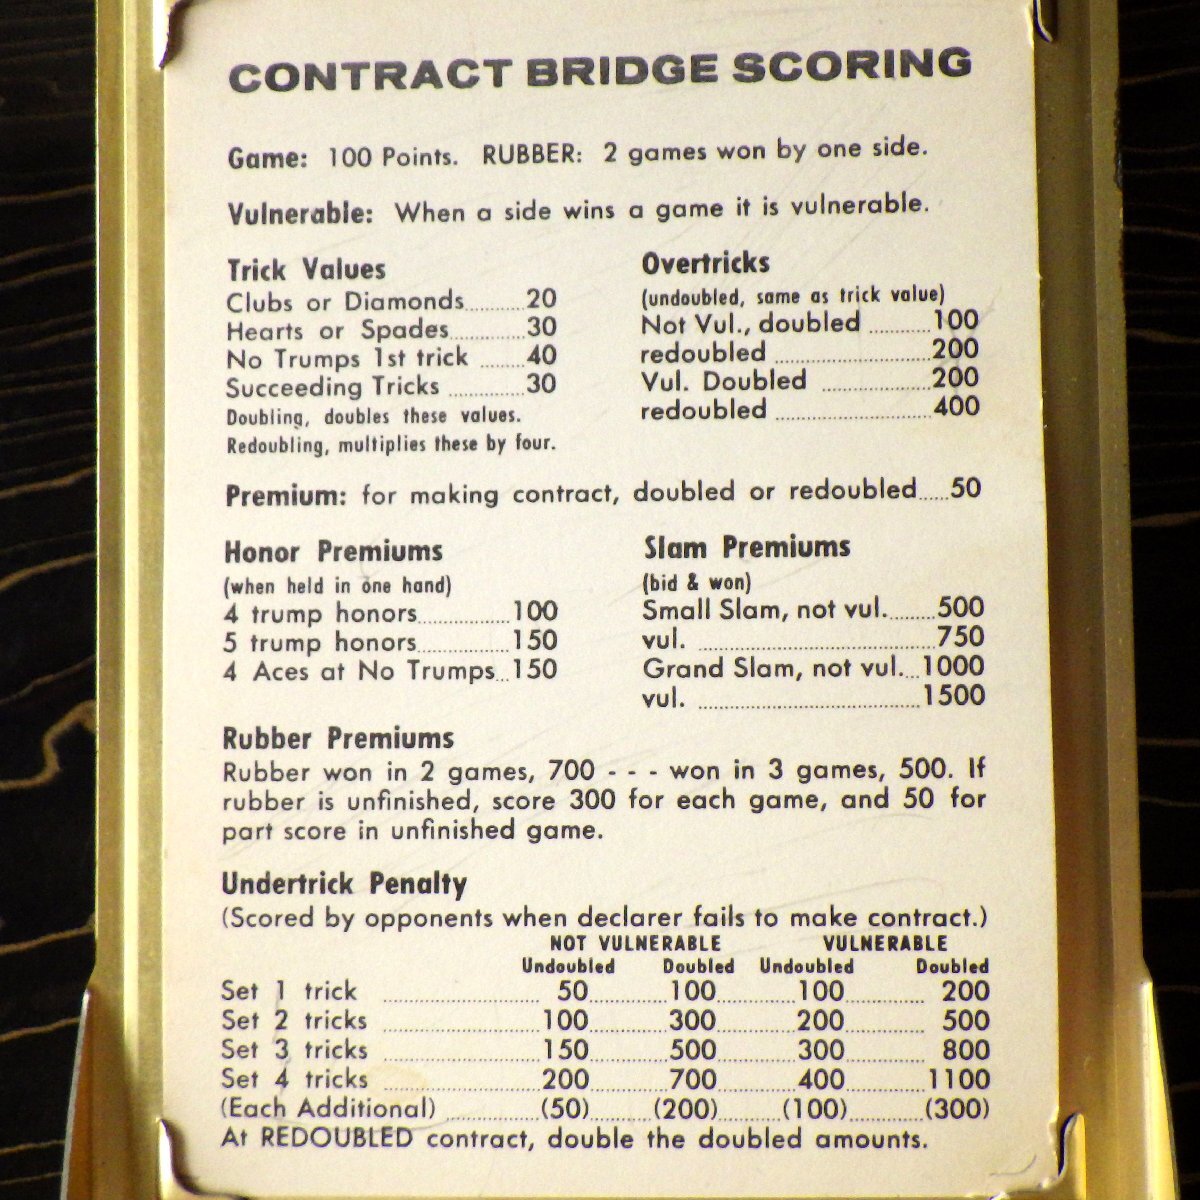 CONTRACT BRIDGE SCORING
Game: 100 Points. RUBBER: 2 games won by one side.
Vulnerable: When a side wins a game it is vulnerable.
Trick Values
Clubs or Diamonds........20
Hearts or Spades..........30
No Trumps 1st trick ......40
Succeeding Tricks ..........30
Doubling, doubles these values.
Redoubling, multiplies these by four.
Overtricks
(undoubled, same as trick value)
Not Vul., doubled ........100
redoubled ....................200
Vul. Doubled ..............200
redoubled ....................400
Premium: for making contract, doubled or redoubled.....50
Honor Premiums
(when held in one hand)
4 trump honors............100
5 trump honors............150
4 Aces at No Trumps..150
Slam Premiums
(bid & won)
Small Slam, not vul.......500
vul. ..............................750
Grand Slam, not vul...1000
vul. ............................1500
Rubber Premiums
Rubber won in 2 games, 700 - - - won in 3 games, 500. If
rubber is unfinished, score 300 for each game, and 50 for
part score in unfinished game.
Undertrick Penalty
(Scored by opponents when declarer fails to make contract.)
NOT VULNERABLE VULNERABLE
Undoubled Doubled Undoubled Doubled
Set 1 trick .................... 50..........100..........100.......... 200
Set 2 tricks ....................100..........300..........200.......... 500
Set 3 tricks ....................150..........500..........300.......... 800
Set 4 tricks ....................200..........700..........400..........1100
(Each Additional) ............(50)........(200)........(100)..........(300)
At REDOUBLED contract, double the doubled amounts.